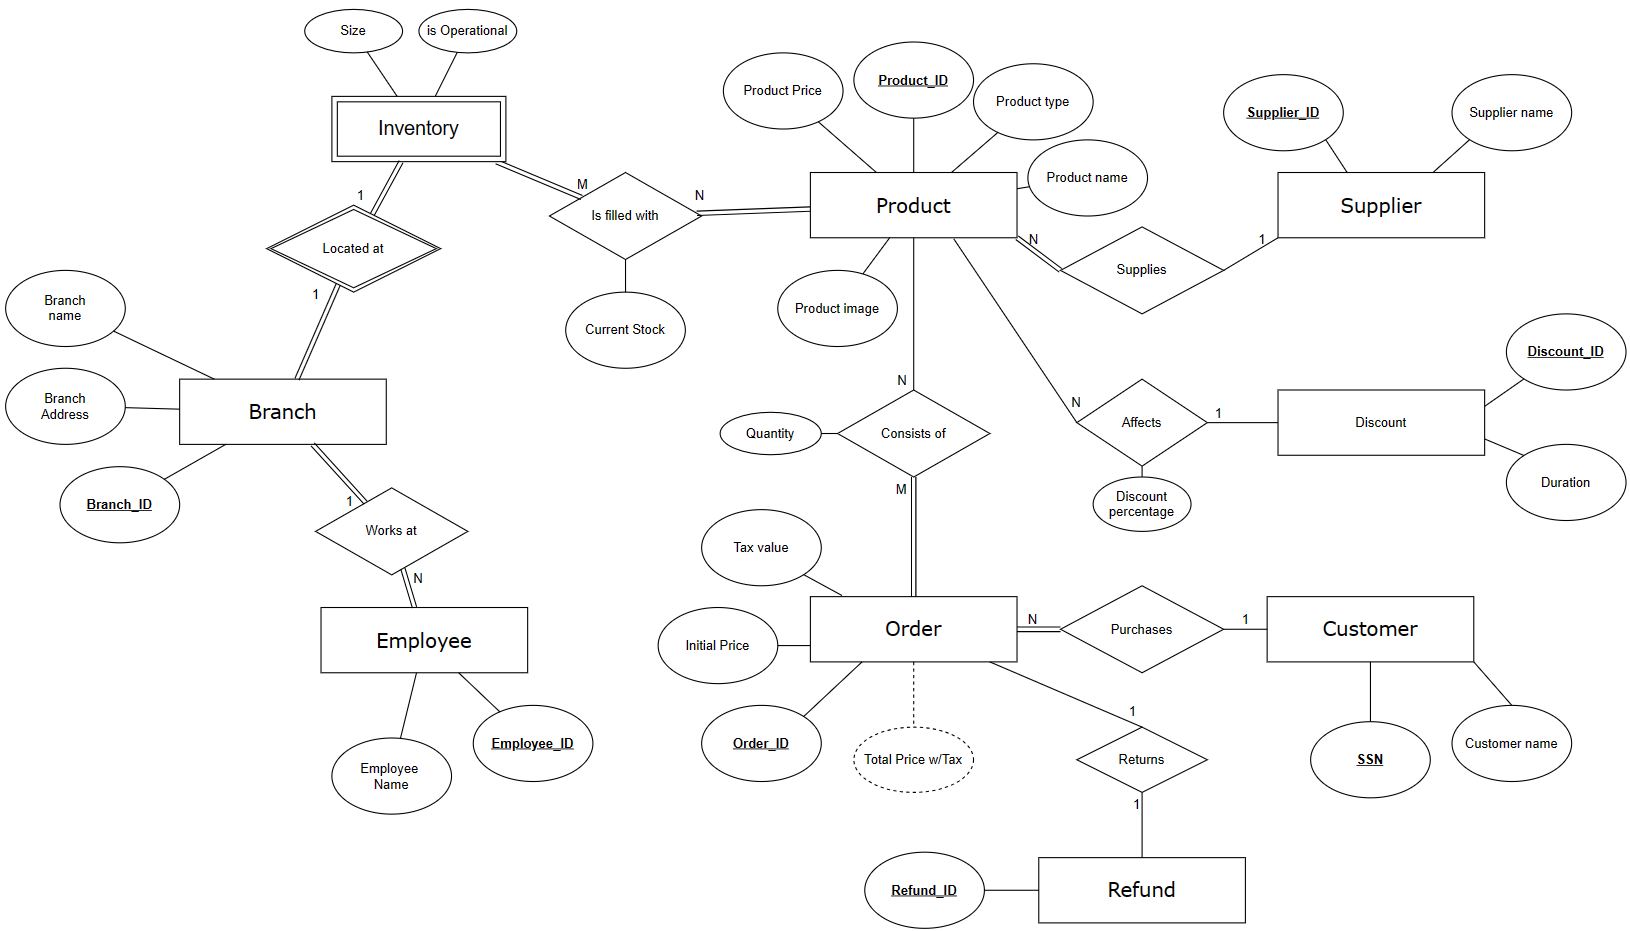 Size
is Operational
Inventory
Product Price
Product_ID
Product type
Product name
Supplier_ID
Supplier name
M
N
1
Is filled with
Product
Supplier
Located at
N
Supplies
1
1
Branch
name
Current Stock
Product image
Branch
Address
Branch
Discount_ID
N
N
Affects
1
Discount
Quantity
Consists of
Duration
Branch_ID
1
Works at
M
Discount
percentage
N
Tax value
Employee
Initial Price
Order
N
Purchases
1
Customer
1
Employee
Name
Employee_ID
Order_ID
Total Price w/Tax
Returns
SSN
Customer name
1
Refund_ID
Refund